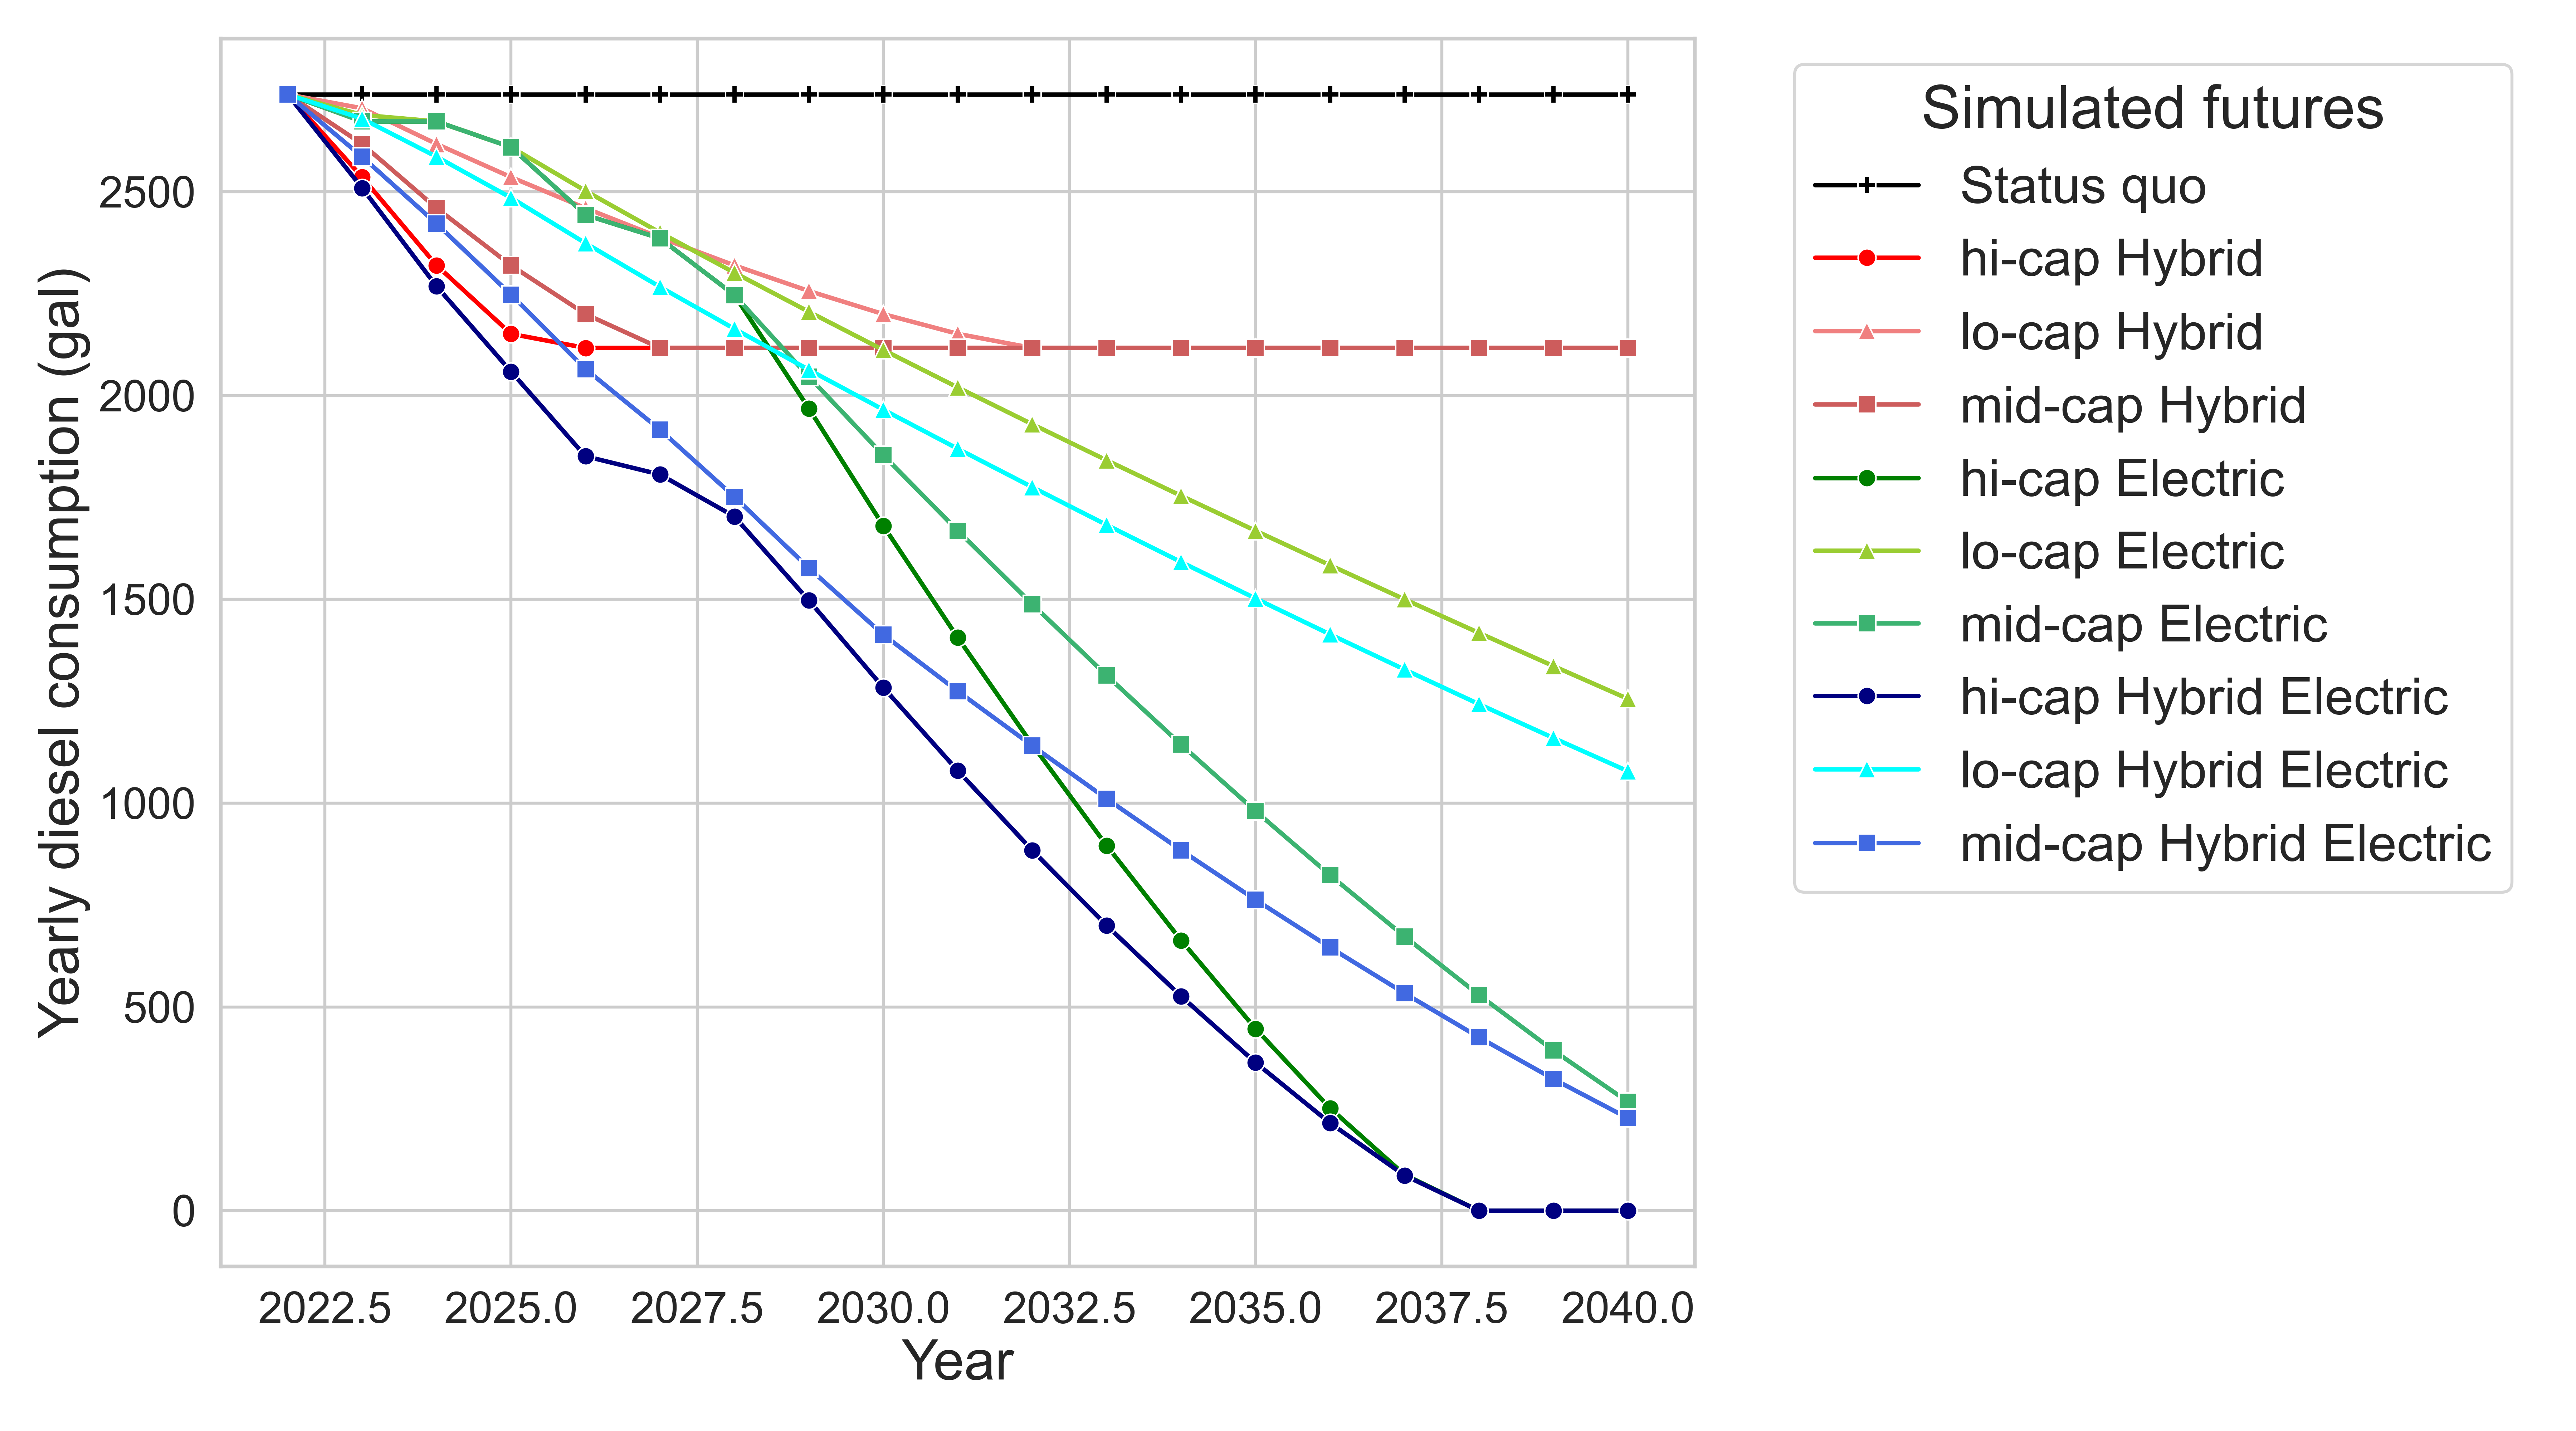 Yearly diesel consumption (gal)
2500
2000
1500
1000
500
0
2022.5 2025.0 2027.5 2030.0 2032.5 2035.0 2037.5 2040.0
Year
Simulated futures
Status quo
hi-cap Hybrid
lo-cap Hybrid
mid-cap Hybrid
hi-cap Electric
lo-cap Electric
mid-cap Electric
hi-cap Hybrid Electric
lo-cap Hybrid Electric
mid-cap Hybrid Electric